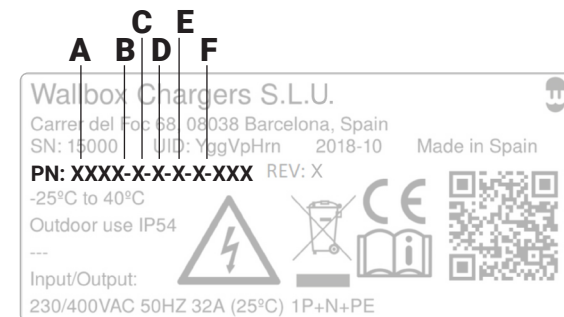 C E
A B D F
Wallbox Chargers S.L.U.
Carrer del Foc 68, 08038 Barcelona, Spain
SN: 15000 UID: YggVpHrn 2018-10 Made in Spain
PN: XXXX-X-X-X-X-XXX REV: X
-25ºC to 40ºC
Outdoor use IP54
---
Input/Output:
230/400VAC 50HZ 32A (25ºC) 1P+N+PE
CE
i